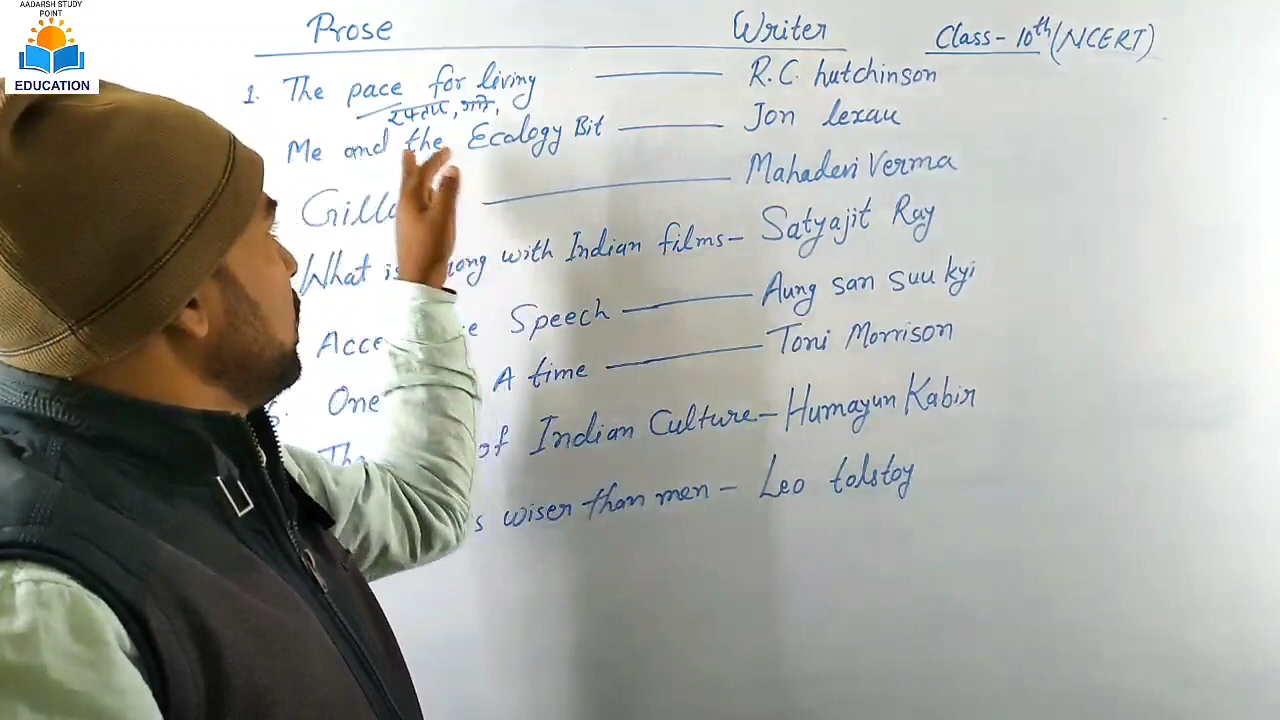 AADARSH STUDY
POINT
EDUCATION
Prose Writer Class-10th (NCERT)
1. The pace for living R.C. hutchinson
रफ्तार, गति,
Me and the Ecology Bit Jon lexau
Mahadevi Verma
What is with Indian films- Satyajit Ray
Speech Aung san suu kyi
One A time Toni Morrison
of Indian Culture- Humayun Kabir
wiser than men - Leo tolstoy